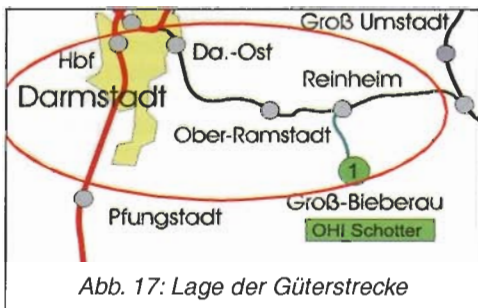 Groß Umstadt
Hbf
Da.-Ost
Reinheim
Darmstadt
Ober-Ramstadt
1
Pfungstadt
Groß-Bieberau
OHI Schotter
Abb. 17: Lage der Güterstrecke